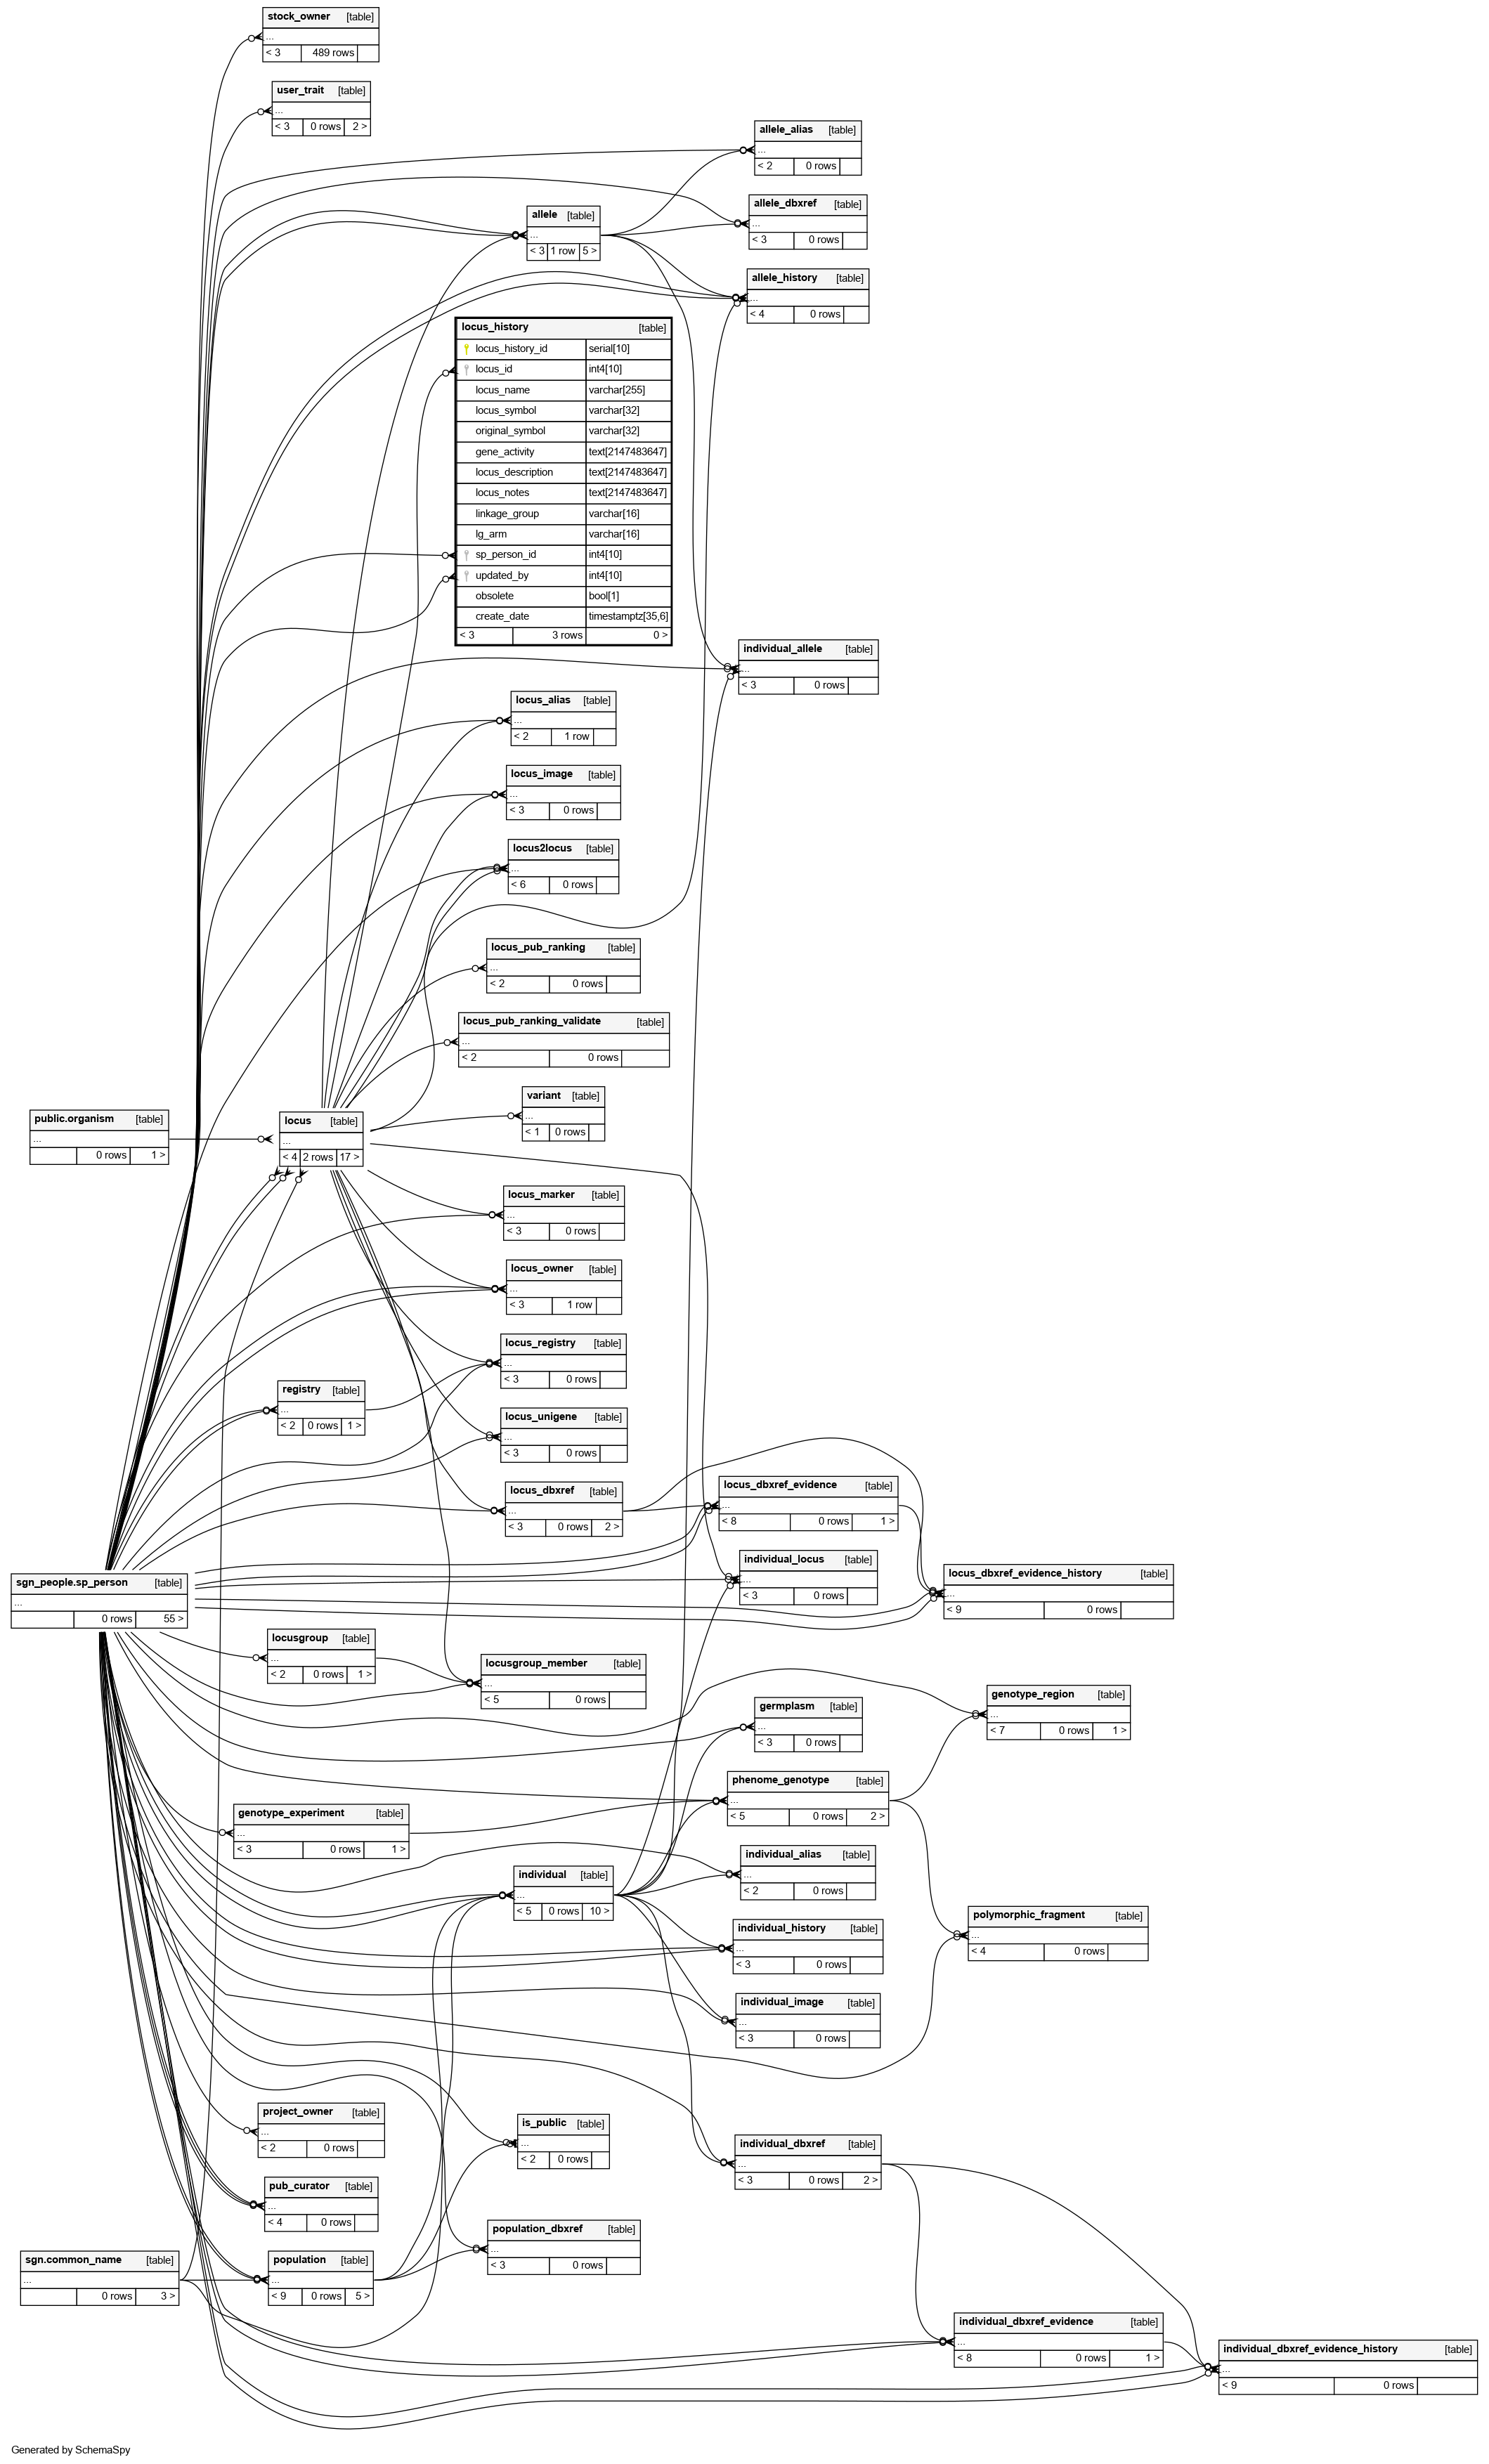 stock_owner [table]
...
< 3 489 rows
user_trait [table]
...
< 3 0 rows 2 >
allele_alias [table]
...
< 2 0 rows
allele_dbxref [table]
...
< 3 0 rows
allele [table]
...
< 3 1 row 5 >
allele_history [table]
...
< 4 0 rows
locus_history [table]
locus_history_id serial[10]
locus_id int4[10]
locus_name varchar[255]
locus_symbol varchar[32]
original_symbol varchar[32]
gene_activity text[2147483647]
locus_description text[2147483647]
locus_notes text[2147483647]
linkage_group varchar[16]
lg_arm varchar[16]
sp_person_id int4[10]
updated_by int4[10]
obsolete bool[1]
create_date timestamptz[35,6]
< 3 3 rows 0 >
individual_allele [table]
...
< 3 0 rows
locus_alias [table]
...
< 2 1 row
locus_image [table]
...
< 3 0 rows
locus2locus [table]
...
< 6 0 rows
locus_pub_ranking [table]
...
< 2 0 rows
locus_pub_ranking_validate [table]
...
< 2 0 rows
variant [table]
...
< 1 0 rows
public.organism [table]
...
0 rows 1 >
locus [table]
...
< 4 2 rows 17 >
locus_marker [table]
...
< 3 0 rows
locus_owner [table]
...
< 3 1 row
locus_registry [table]
...
< 3 0 rows
registry [table]
...
< 2 0 rows 1 >
locus_unigene [table]
...
< 3 0 rows
locus_dbxref [table]
...
< 3 0 rows 2 >
locus_dbxref_evidence [table]
...
< 8 0 rows 1 >
individual_locus [table]
...
< 3 0 rows
locus_dbxref_evidence_history [table]
...
< 9 0 rows
sgn_people.sp_person [table]
...
0 rows 55 >
locusgroup [table]
...
< 2 0 rows 1 >
locusgroup_member [table]
...
< 5 0 rows
genotype_region [table]
...
< 7 0 rows 1 >
germplasm [table]
...
< 3 0 rows
phenome_genotype [table]
...
< 5 0 rows 2 >
genotype_experiment [table]
...
< 3 0 rows 1 >
individual_alias [table]
...
< 2 0 rows
individual [table]
...
< 5 0 rows 10 >
polymorphic_fragment [table]
...
< 4 0 rows
individual_history [table]
...
< 3 0 rows
individual_image [table]
...
< 3 0 rows
project_owner [table]
...
< 2 0 rows
is_public [table]
...
< 2 0 rows
individual_dbxref [table]
...
< 3 0 rows 2 >
pub_curator [table]
...
< 4 0 rows
population_dbxref [table]
...
< 3 0 rows
sgn.common_name [table]
...
0 rows 3 >
population [table]
...
< 9 0 rows 5 >
individual_dbxref_evidence [table]
...
< 8 0 rows 1 >
individual_dbxref_evidence_history [table]
...
< 9 0 rows
Generated by SchemaSpy